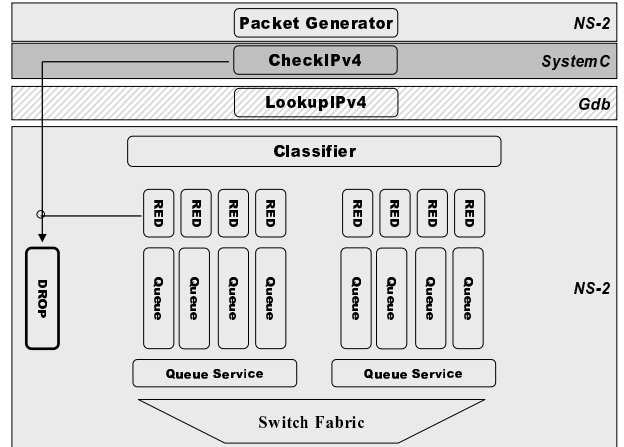 Packet Generator NS-2
CheckIPv4 SystemC
LookupIPv4 Gdb
Classifier
RED RED RED RED RED RED RED RED
DROP Queue Queue Queue Queue Queue Queue Queue Queue NS-2
Queue Service Queue Service
Switch Fabric